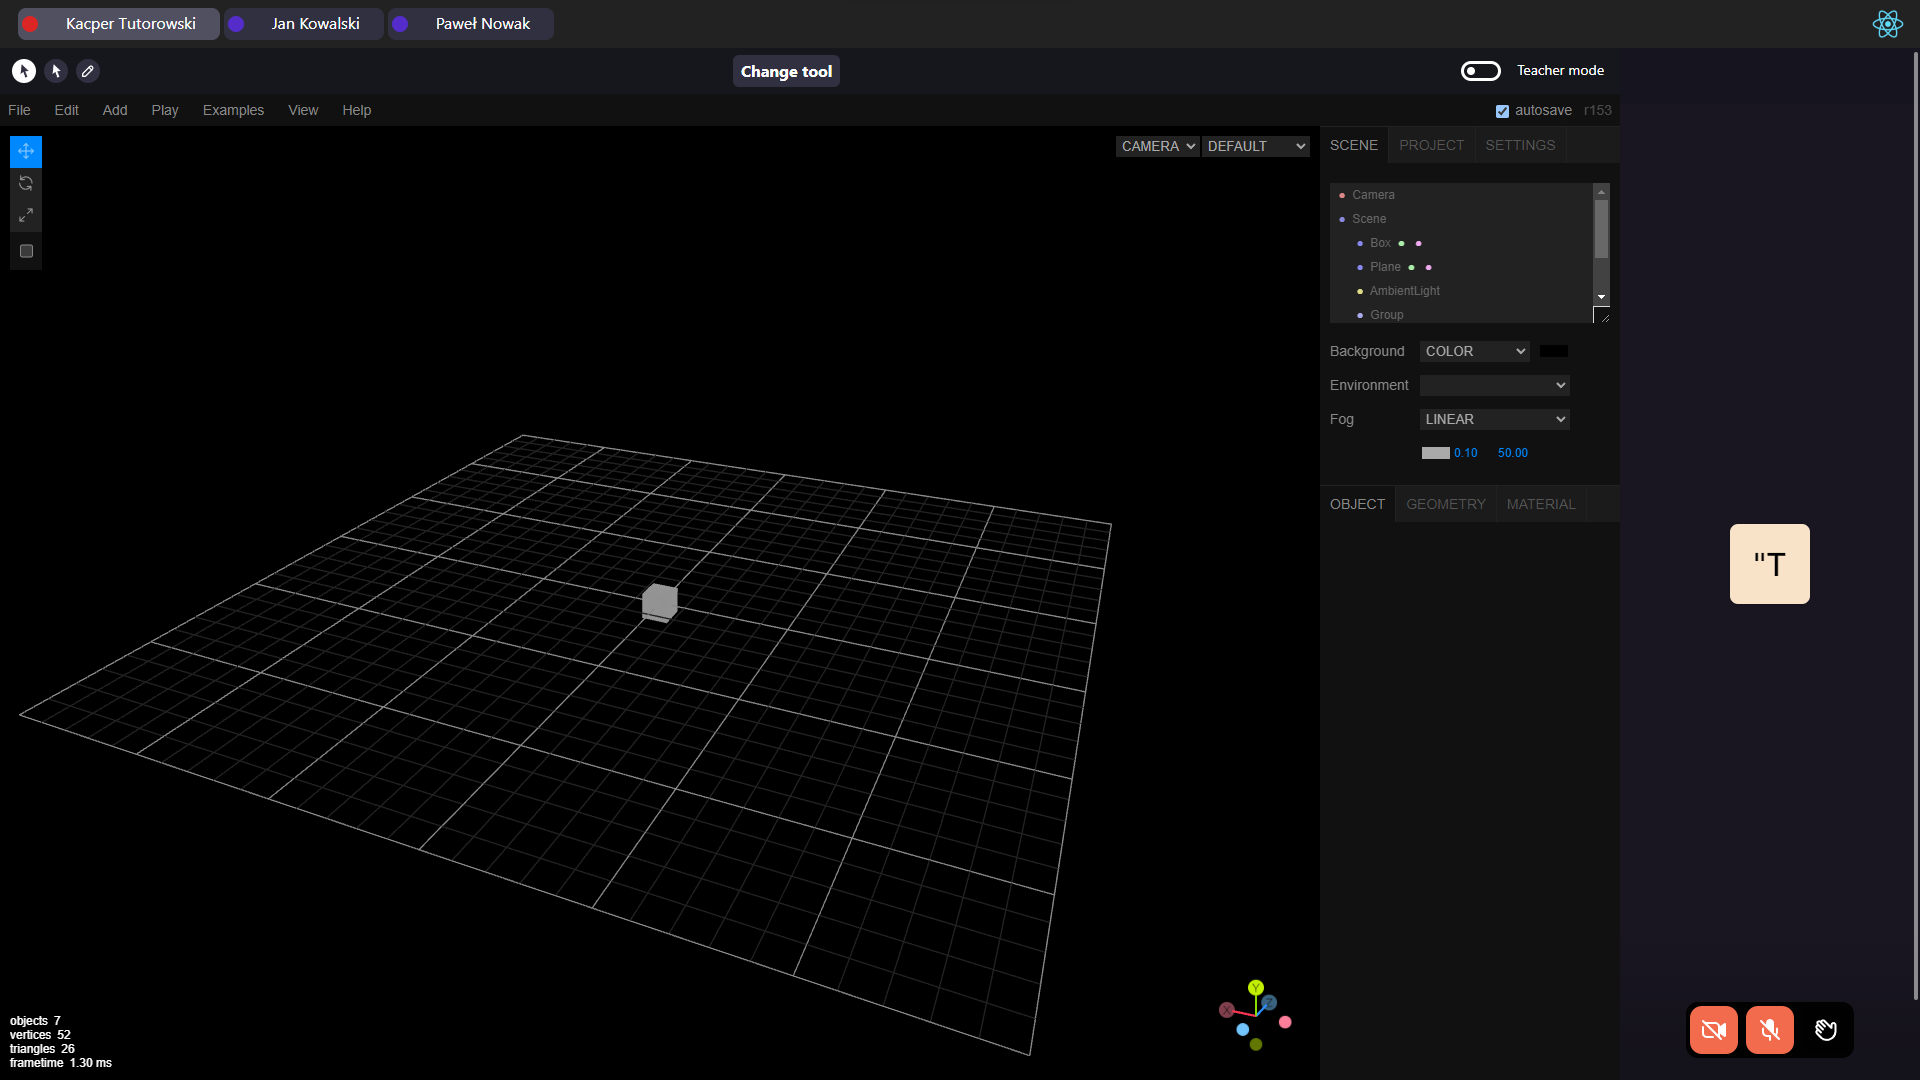 Kacper Tutorowski Jan Kowalski Paweł Nowak
Change tool Teacher mode
File Edit Add Play Examples View Help autosave r153
CAMERA DEFAULT
SCENE PROJECT SETTINGS
Camera
Scene
Box
Plane
AmbientLight
Group
Background COLOR
Environment
Fog LINEAR
0.10 50.00
OBJECT GEOMETRY MATERIAL
"T
Y
X Z
objects 7
vertices 52
triangles 26
frametime 1.30 ms